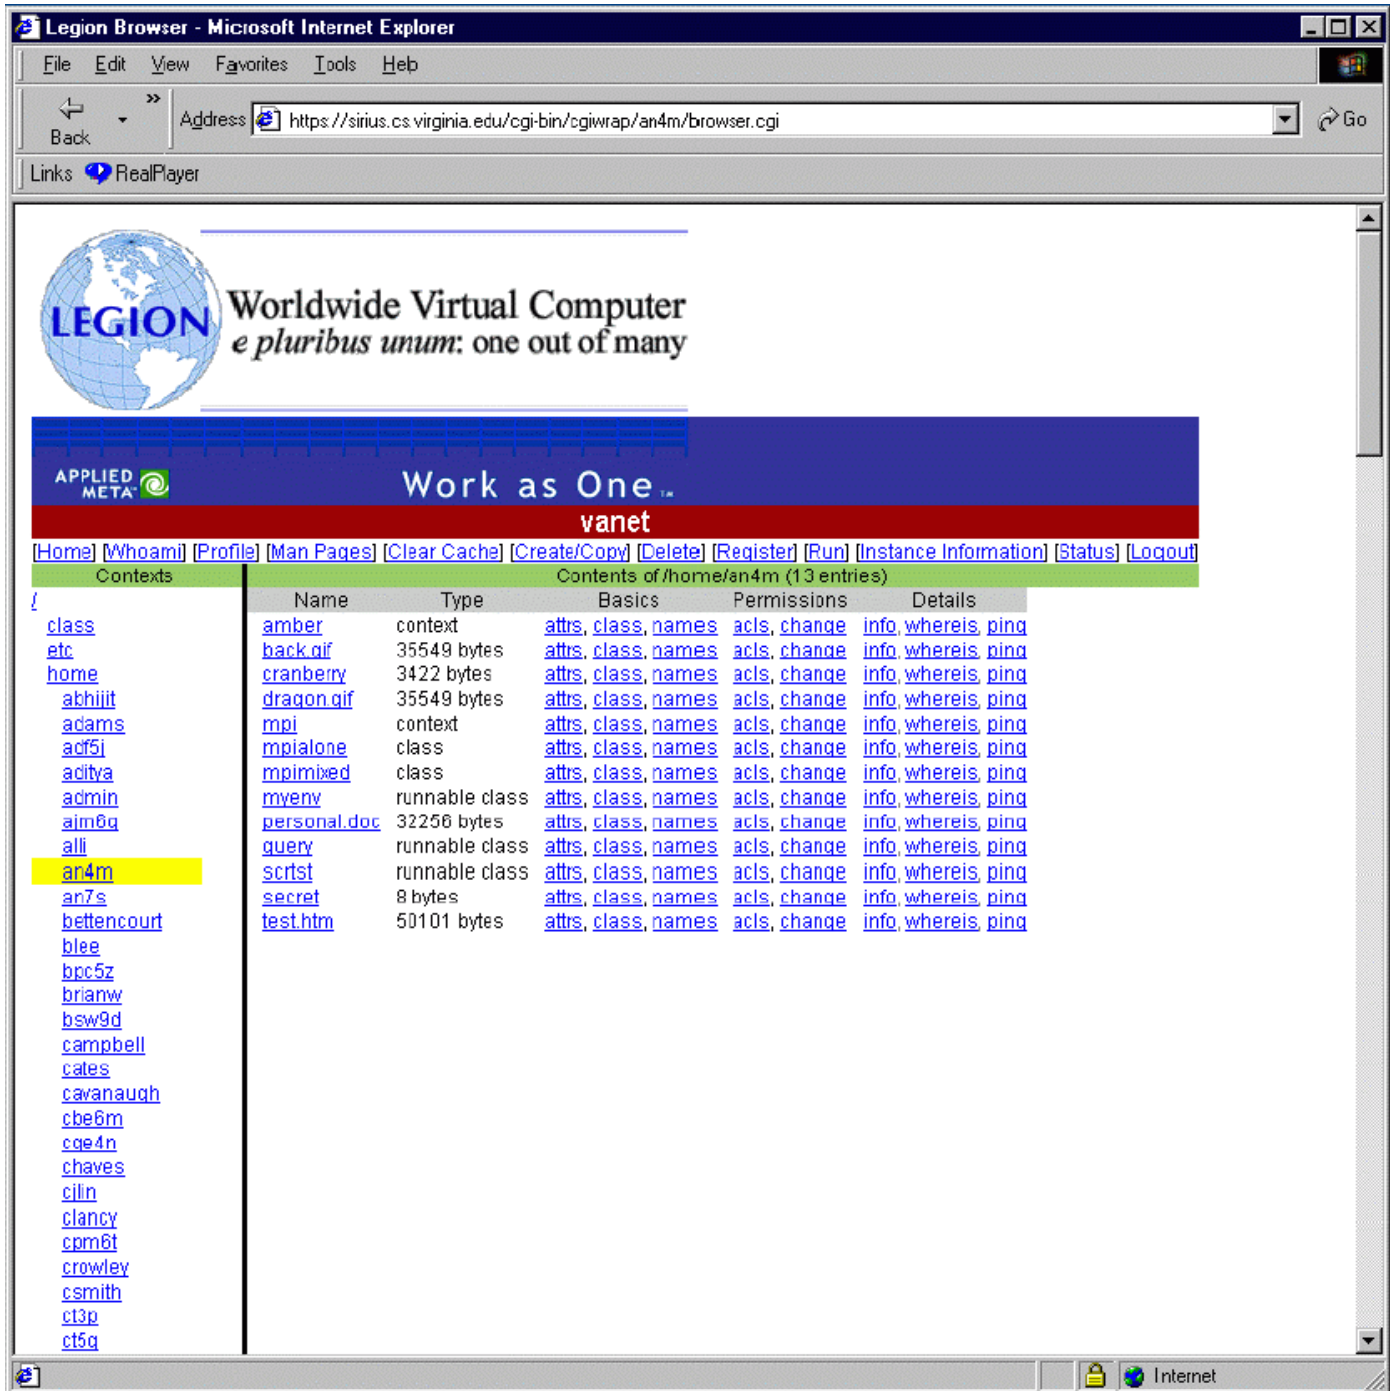 Legion Browser - Microsoft Internet Explorer
File Edit View Favorites Tools Help
Back » Address https://sirius.cs.virginia.edu/cgi-bin/cgiwrap/an4m/browser.cgi Go
Links RealPlayer
LEGION
Worldwide Virtual Computer
e pluribus unum: one out of many
APPLIED META™ Work as One™
vanet
[Home] [Whoami] [Profile] [Man Pages] [Clear Cache] [Create/Copy] [Delete] [Register] [Run] [Instance Information] [Status] [Logout]
Contexts
/
class
etc
home
abhijit
adams
adf5j
aditya
admin
ajm6q
alli
an4m
an7s
bettencourt
blee
bpc5z
brianw
bsw9d
campbell
cates
cavanaugh
cbe6m
cge4n
chaves
cjlin
clancy
cpm6t
crowley
csmith
ct3p
ct5q
Contents of /home/an4m (13 entries)
Name Type Basics Permissions Details
amber context attrs, class, names acls, change info, whereis, ping
back.gif 35549 bytes attrs, class, names acls, change info, whereis, ping
cranberry 3422 bytes attrs, class, names acls, change info, whereis, ping
dragon.gif 35549 bytes attrs, class, names acls, change info, whereis, ping
mpi context attrs, class, names acls, change info, whereis, ping
mpialone class attrs, class, names acls, change info, whereis, ping
mpimixed class attrs, class, names acls, change info, whereis, ping
myenv runnable class attrs, class, names acls, change info, whereis, ping
personal.doc 32256 bytes attrs, class, names acls, change info, whereis, ping
query runnable class attrs, class, names acls, change info, whereis, ping
scrtst runnable class attrs, class, names acls, change info, whereis, ping
secret 8 bytes attrs, class, names acls, change info, whereis, ping
test.htm 50101 bytes attrs, class, names acls, change info, whereis, ping
Internet